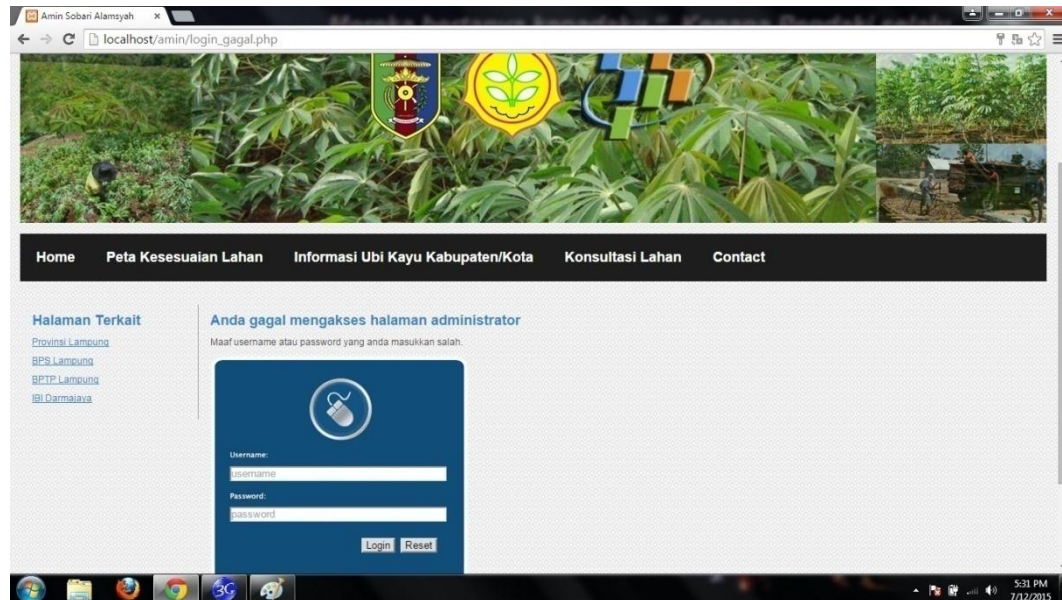 Amin Sobari Alamsyah
localhost/amin/login_gagal.php
Home Peta Kesesuaian Lahan Informasi Ubi Kayu Kabupaten/Kota Konsultasi Lahan Contact
Halaman Terkait
Provinsi Lampung
BPS Lampung
BPTP Lampung
IBI Darmajaya
Anda gagal mengakses halaman administrator
Maaf username atau password yang anda masukkan salah.
Username:
username
Password:
password
Login Reset
3G
5:31 PM
7/12/2015